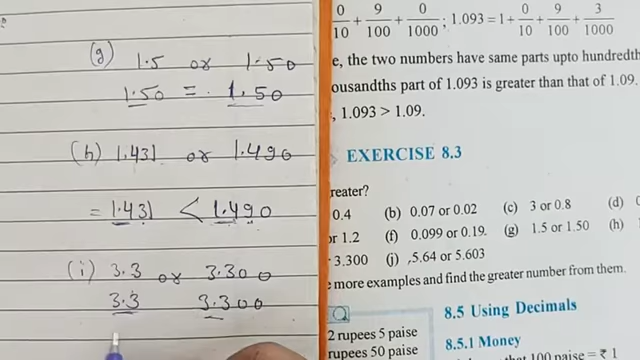 (g) 1.5 or 1.50
1.50 = 1.50
(h) 1.431 or 1.490
= 1.431 < 1.490
(i) 3.3 or 3.300
3.3 3.300
0/10 + 9/100 + 0/1000 ; 1.093 = 1 + 0/10 + 9/100 + 3/1000
e, the two numbers have same parts upto hundredth
ousandths part of 1.093 is greater than that of 1.09.
, 1.093 > 1.09.
EXERCISE 8.3
reater?
0.4 (b) 0.07 or 0.02 (c) 3 or 0.8 (d)
or 1.2 (f) 0.099 or 0.19. (g) 1.5 or 1.50 (h)
3.300 (j) 5.64 or 5.603
more examples and find the greater number from them.
8.5 Using Decimals
8.5.1 Money
2 rupees 5 paise
rupees 50 paise
that 100 paise = ₹ 1